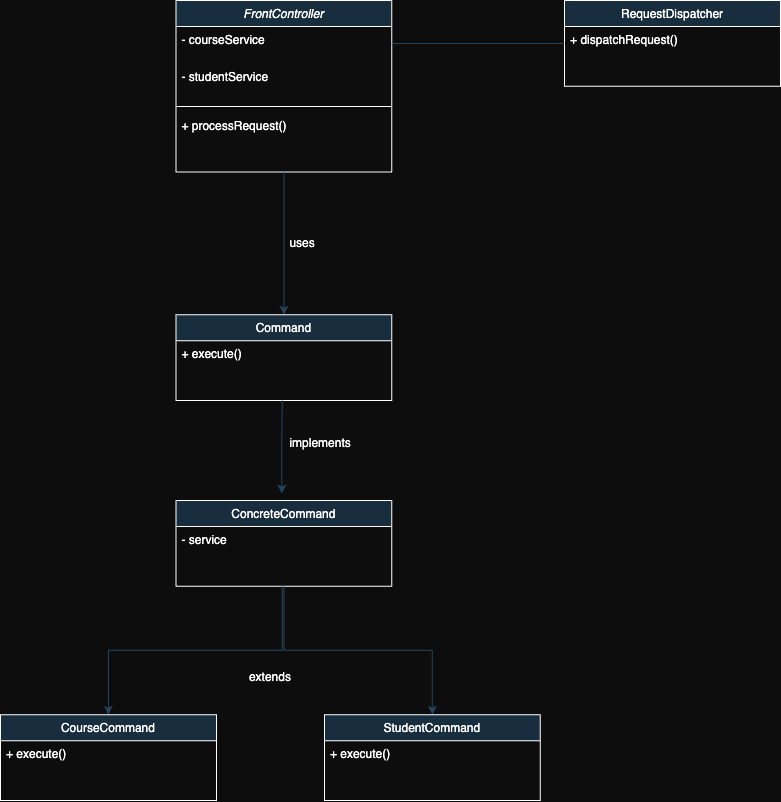 FrontController
- courseService
- studentService
+ processRequest()
RequestDispatcher
+ dispatchRequest()
uses
Command
+ execute()
implements
ConcreteCommand
- service
extends
CourseCommand
+ execute()
StudentCommand
+ execute()